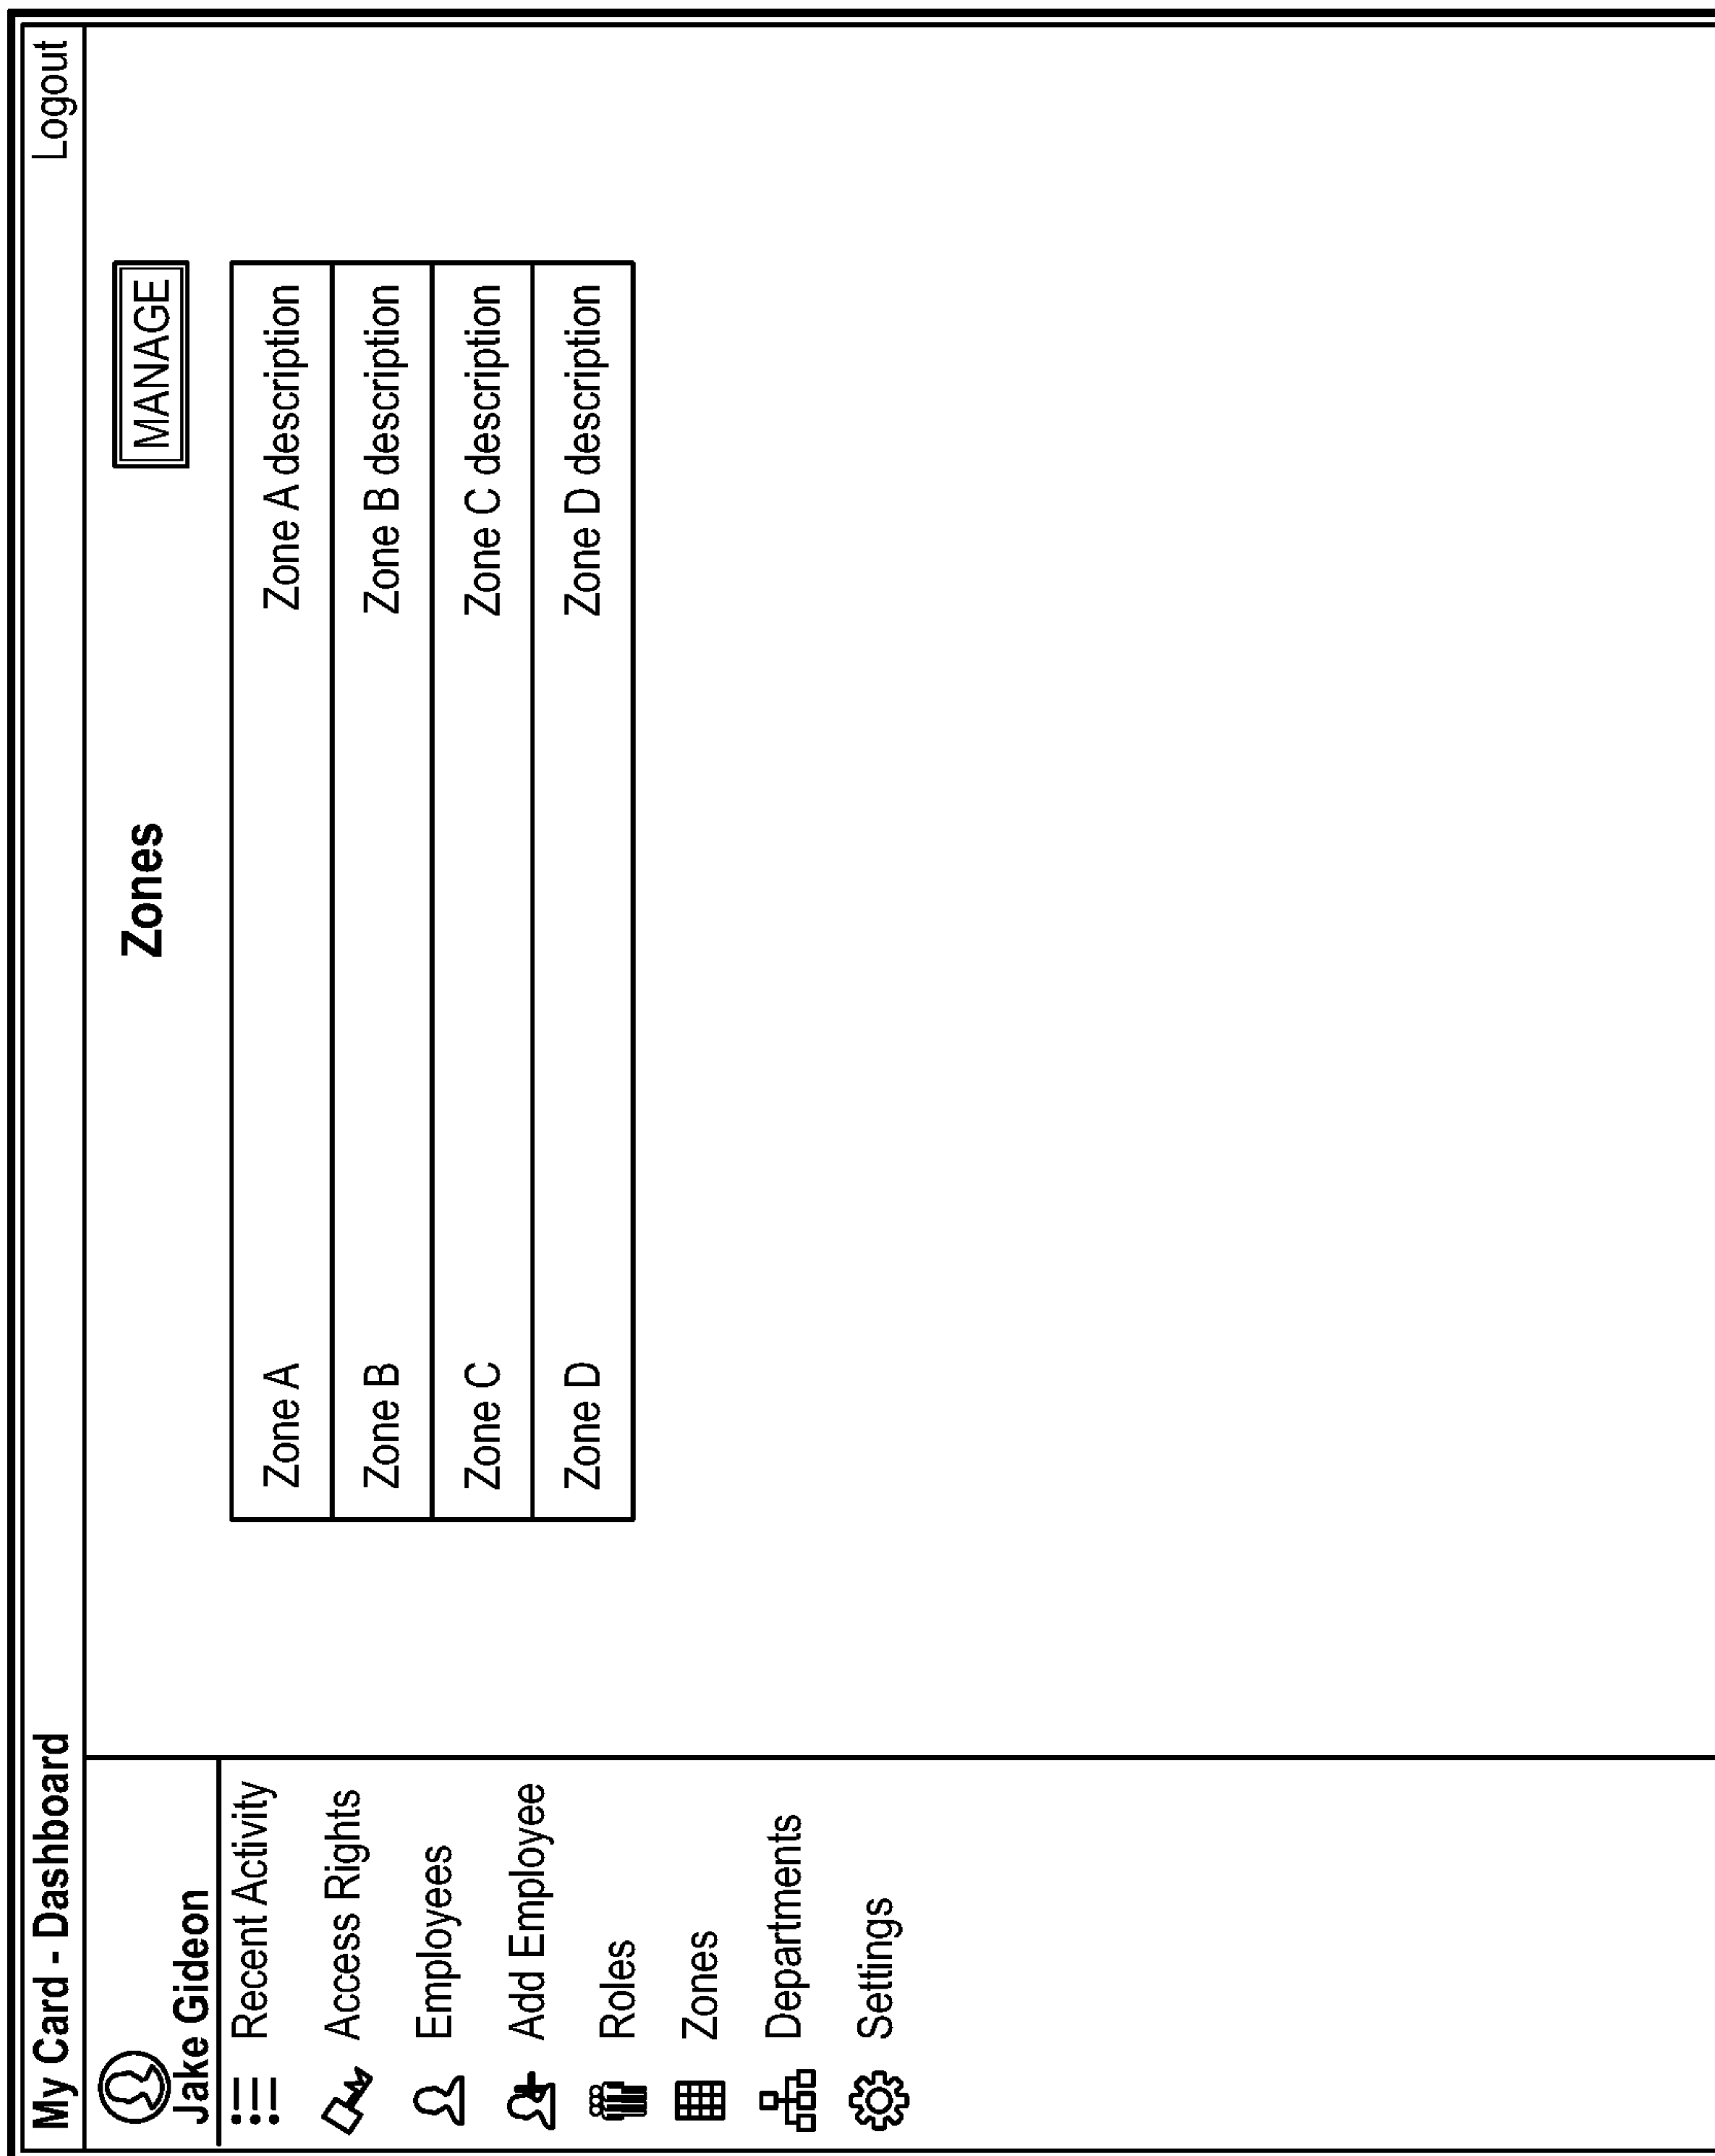 My Card - Dashboard
Logout
Jake Gideon
Recent Activity
Access Rights
Employees
Add Employee
Roles
Zones
Departments
Settings
Zones
MANAGE
Zone A Zone A description
Zone B Zone B description
Zone C Zone C description
Zone D Zone D description